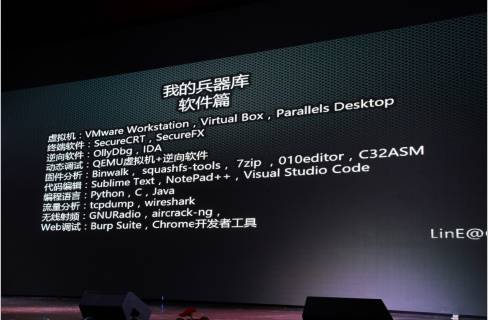 我的兵器库
软件篇
虚拟机：VMware Workstation，Virtual Box，Parallels Desktop
终端软件：SecureCRT，SecureFX
逆向软件：OllyDbg，IDA
动态调试：QEMU虚拟机+逆向软件
固件分析：Binwalk，squashfs-tools，7zip，010editor，C32ASM
代码编辑：Sublime Text，NotePad++，Visual Studio Code
编程语言：Python，C，Java
流量分析：tcpdump，wireshark
无线射频：GNURadio，aircrack-ng，
Web调试：Burp Suite，Chrome开发者工具
LinE@